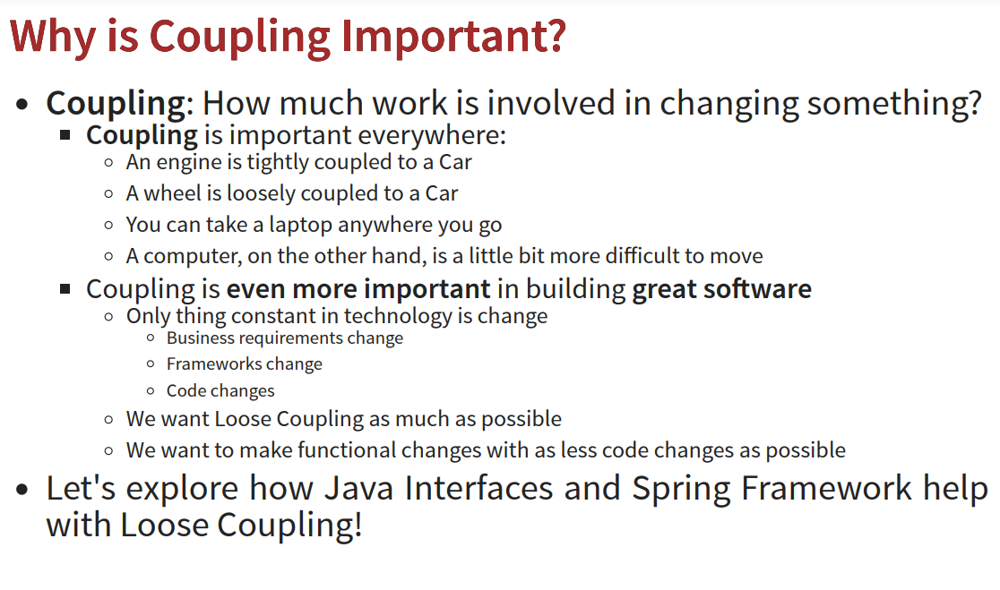 Why is Coupling Important?
Coupling: How much work is involved in changing something?
Coupling is important everywhere:
An engine is tightly coupled to a Car
A wheel is loosely coupled to a Car
You can take a laptop anywhere you go
A computer, on the other hand, is a little bit more difficult to move
Coupling is even more important in building great software
Only thing constant in technology is change
Business requirements change
Frameworks change
Code changes
We want Loose Coupling as much as possible
We want to make functional changes with as less code changes as possible
Let's explore how Java Interfaces and Spring Framework help
with Loose Coupling!